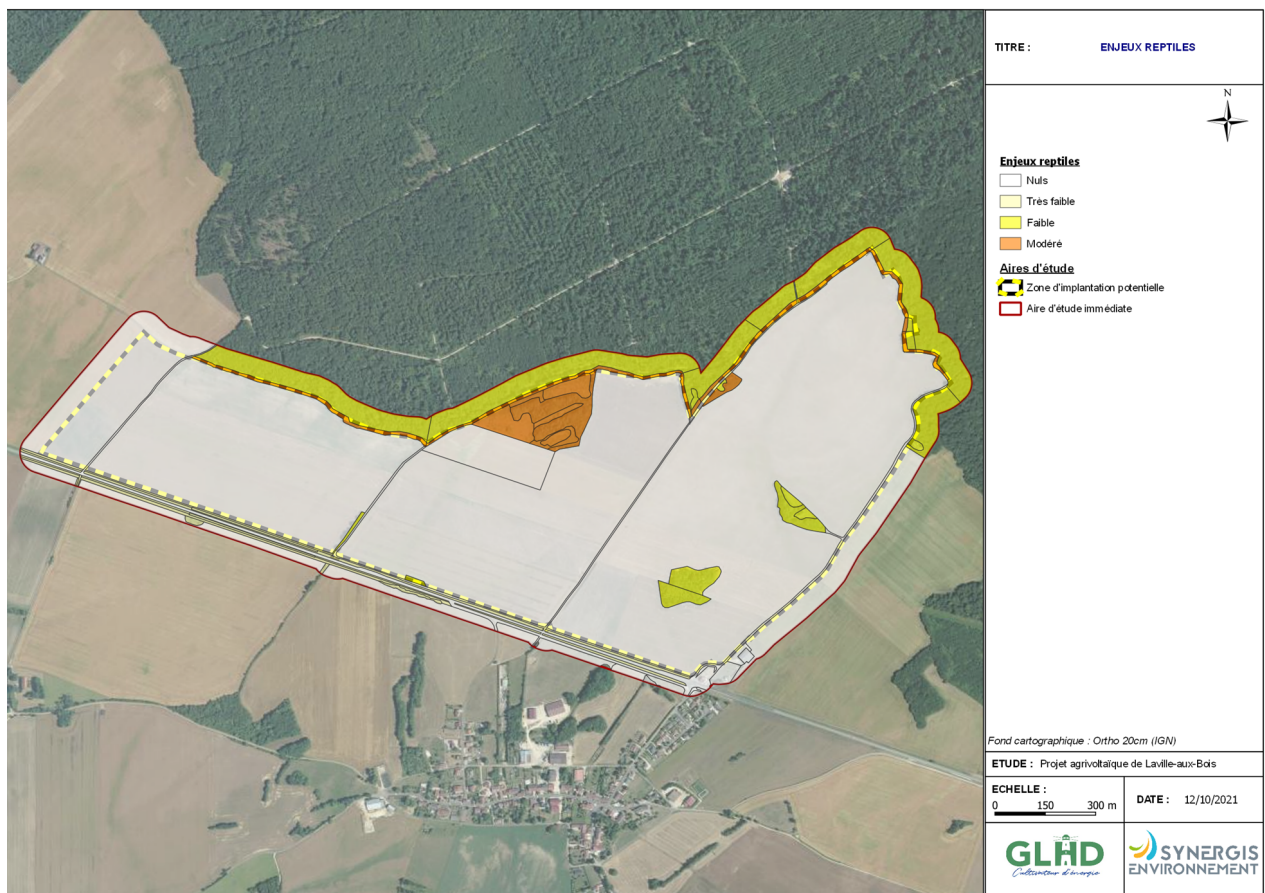 TITRE : ENJEUX REPTILES
N
Enjeux reptiles
Nuls
Très faible
Faible
Modéré
Aires d'étude
Zone d'implantation potentielle
Aire d'étude immédiate
Fond cartographique : Ortho 20cm (IGN)
ETUDE : Projet agrivoltaïque de Laville-aux-Bois
ECHELLE :
0 150 300 m
DATE : 12/10/2021
GLHD
Cultivateur d'énergie
SYNERGIS
ENVIRONNEMENT